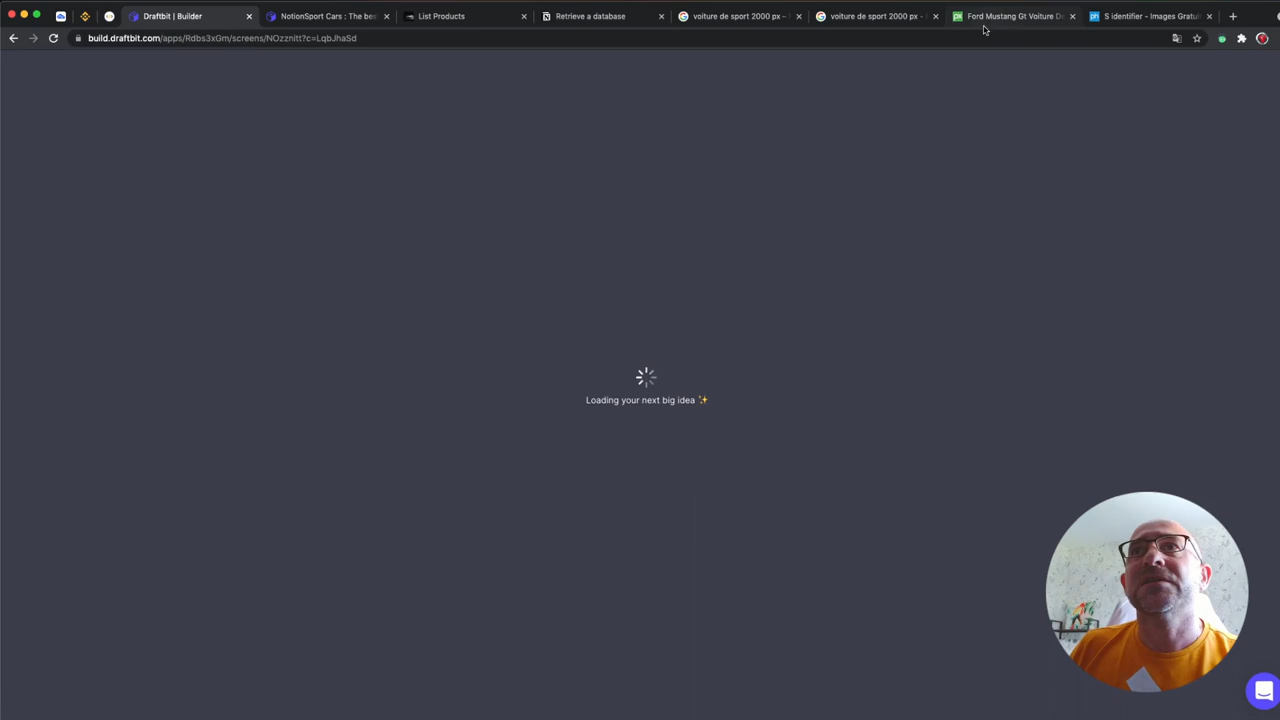 Draftbit | Builder
NotionSport Cars : The bes
List Products
Retrieve a database
voiture de sport 2000 px -
voiture de sport 2000 px -
Ford Mustang Gt Voiture D
S identifier - Images Gratui
build.draftbit.com/apps/Rdbs3xGm/screens/NOzznitt?c=LqbJhaSd
Loading your next big idea ✨